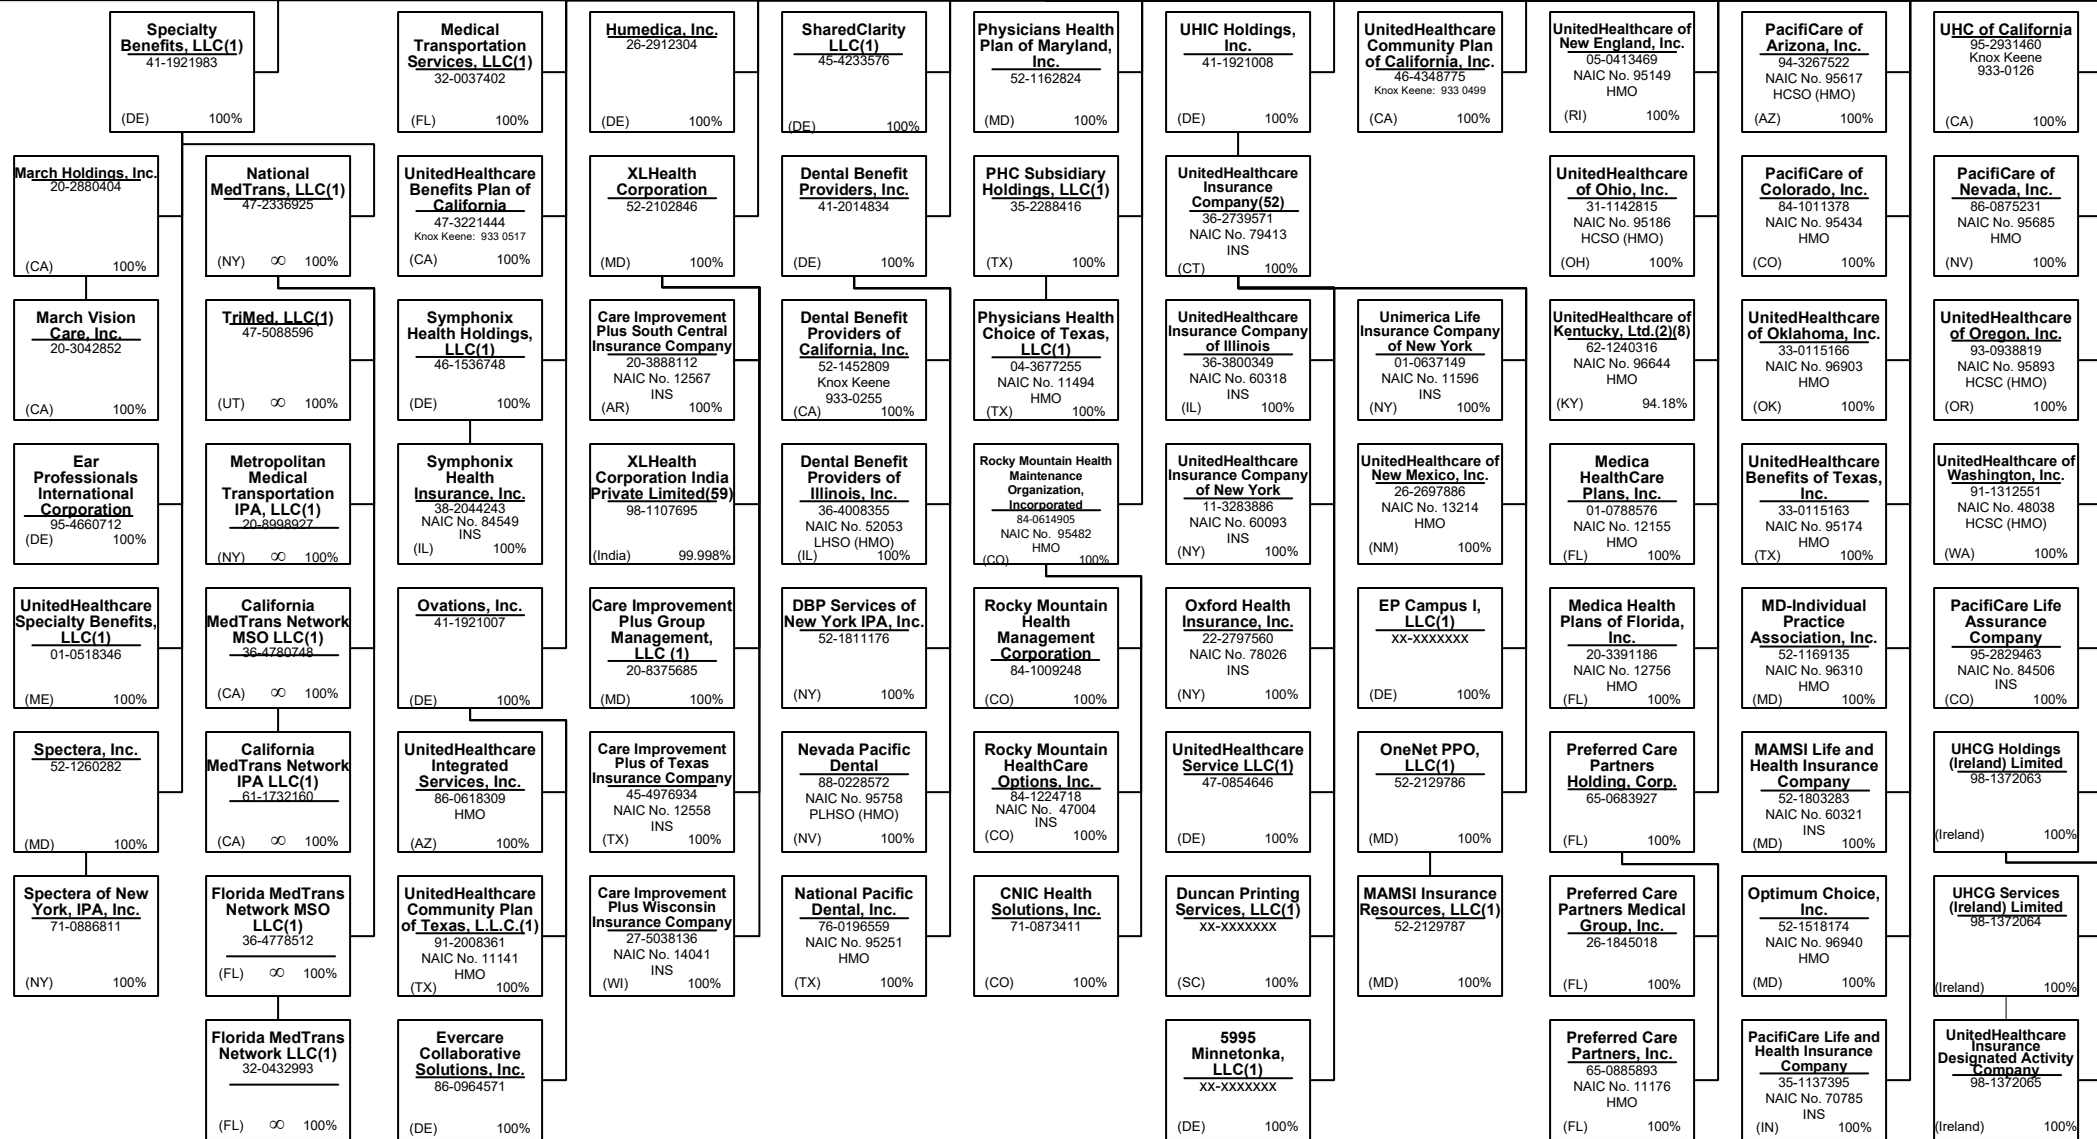 Specialty
Benefits, LLC(1)
41-1921983
(DE) 100%
Medical
Transportation
Services, LLC(1)
32-0037402
(FL) 100%
Humedica, Inc.
26-2912304
(DE) 100%
SharedClarity
LLC(1)
45-4233576
(DE) 100%
Physicians Health
Plan of Maryland,
Inc.
52-1162824
(MD) 100%
UHIC Holdings,
Inc.
41-1921008
(DE) 100%
UnitedHealthcare
Community Plan
of California, Inc.
46-4348775
Knox Keene: 933 0499
(CA) 100%
UnitedHealthcare of
New England, Inc.
05-0413469
NAIC No. 95149
HMO
(RI) 100%
PacifiCare of
Arizona, Inc.
94-3267522
NAIC No. 95617
HCSO (HMO)
(AZ) 100%
UHC of California
95-2931460
Knox Keene
933-0126
(CA) 100%
March Holdings, Inc.
20-2880404
(CA) 100%
National
MedTrans, LLC(1)
47-2336925
(NY) ∞ 100%
UnitedHealthcare
Benefits Plan of
California
47-3221444
Knox Keene: 933 0517
(CA) 100%
XLHealth
Corporation
52-2102846
(MD) 100%
Dental Benefit
Providers, Inc.
41-2014834
(DE) 100%
PHC Subsidiary
Holdings, LLC(1)
35-2288416
(TX) 100%
UnitedHealthcare
Insurance
Company(52)
36-2739571
NAIC No. 79413
INS
(CT) 100%
UnitedHealthcare
of Ohio, Inc.
31-1142815
NAIC No. 95186
HCSO (HMO)
(OH) 100%
PacifiCare of
Colorado, Inc.
84-1011378
NAIC No. 95434
HMO
(CO) 100%
PacifiCare of
Nevada, Inc.
86-0875231
NAIC No. 95685
HMO
(NV) 100%
March Vision
Care, Inc.
20-3042852
(CA) 100%
TriMed, LLC(1)
47-5088596
(UT) ∞ 100%
Symphonix
Health Holdings,
LLC(1)
46-1536748
(DE) 100%
Care Improvement
Plus South Central
Insurance Company
20-3888112
NAIC No. 12567
INS
(AR) 100%
Dental Benefit
Providers of
California, Inc.
52-1452809
Knox Keene
933-0255
(CA) 100%
Physicians Health
Choice of Texas,
LLC(1)
04-3677255
NAIC No. 11494
HMO
(TX) 100%
UnitedHealthcare
Insurance Company
of Illinois
36-3800349
NAIC No. 60318
INS
(IL) 100%
Unimerica Life
Insurance Company
of New York
01-0637149
NAIC No. 11596
INS
(NY) 100%
UnitedHealthcare of
Kentucky, Ltd.(2)(8)
62-1240316
NAIC No. 96644
HMO
(KY) 94.18%
UnitedHealthcare
of Oklahoma, Inc.
33-0115166
NAIC No. 96903
HMO
(OK) 100%
UnitedHealthcare
of Oregon, Inc.
93-0938819
NAIC No. 95893
HCSC (HMO)
(OR) 100%
Ear
Professionals
International
Corporation
95-4660712
(DE) 100%
Metropolitan
Medical
Transportation
IPA, LLC(1)
20-8998927
(NY) ∞ 100%
Symphonix
Health
Insurance, Inc.
38-2044243
NAIC No. 84549
INS
(IL) 100%
XLHealth
Corporation India
Private Limited(59)
98-1107695
(India) 99.998%
Dental Benefit
Providers of
Illinois, Inc.
36-4008355
NAIC No. 52053
LHSO (HMO)
(IL) 100%
Rocky Mountain Health
Maintenance
Organization,
Incorporated
84-0614905
NAIC No. 95482
HMO
(CO) 100%
UnitedHealthcare
Insurance Company
of New York
11-3283886
NAIC No. 60093
INS
(NY) 100%
UnitedHealthcare of
New Mexico, Inc.
26-2697886
NAIC No. 13214
HMO
(NM) 100%
Medica
HealthCare
Plans, Inc.
01-0788576
NAIC No. 12155
HMO
(FL) 100%
UnitedHealthcare
Benefits of Texas,
Inc.
33-0115163
NAIC No. 95174
HMO
(TX) 100%
UnitedHealthcare of
Washington, Inc.
91-1312551
NAIC No. 48038
HCSC (HMO)
(WA) 100%
UnitedHealthcare
Specialty Benefits,
LLC(1)
01-0518346
(ME) 100%
California
MedTrans Network
MSO LLC(1)
36-4780748
(CA) ∞ 100%
Ovations, Inc.
41-1921007
(DE) 100%
Care Improvement
Plus Group
Management,
LLC (1)
20-8375685
(MD) 100%
DBP Services of
New York IPA, Inc.
52-1811176
(NY) 100%
Rocky Mountain
Health
Management
Corporation
84-1009248
(CO) 100%
Oxford Health
Insurance, Inc.
22-2797560
NAIC No. 78026
INS
(NY) 100%
EP Campus I,
LLC(1)
xx-xxxxxxx
(DE) 100%
Medica Health
Plans of Florida,
Inc.
20-3391186
NAIC No. 12756
HMO
(FL) 100%
MD-Individual
Practice
Association, Inc.
52-1169135
NAIC No. 96310
HMO
(MD) 100%
PacifiCare Life
Assurance
Company
95-2829463
NAIC No. 84506
INS
(CO) 100%
Spectera, Inc.
52-1260282
(MD) 100%
California
MedTrans Network
IPA LLC(1)
61-1732160
(CA) ∞ 100%
UnitedHealthcare
Integrated
Services, Inc.
86-0618309
HMO
(AZ) 100%
Care Improvement
Plus of Texas
Insurance Company
45-4976934
NAIC No. 12558
INS
(TX) 100%
Nevada Pacific
Dental
88-0228572
NAIC No. 95758
PLHSO (HMO)
(NV) 100%
Rocky Mountain
HealthCare
Options, Inc.
84-1224718
NAIC No. 47004
INS
(CO) 100%
UnitedHealthcare
Service LLC(1)
47-0854646
(DE) 100%
OneNet PPO,
LLC(1)
52-2129786
(MD) 100%
Preferred Care
Partners
Holding, Corp.
65-0683927
(FL) 100%
MAMSI Life and
Health Insurance
Company
52-1803283
NAIC No. 60321
INS
(MD) 100%
UHCG Holdings
(Ireland) Limited
98-1372063
(Ireland) 100%
Spectera of New
York, IPA, Inc.
71-0886811
(NY) 100%
Florida MedTrans
Network MSO
LLC(1)
36-4778512
(FL) ∞ 100%
UnitedHealthcare
Community Plan
of Texas, L.L.C.(1)
91-2008361
NAIC No. 11141
HMO
(TX) 100%
Care Improvement
Plus Wisconsin
Insurance Company
27-5038136
NAIC No. 14041
INS
(WI) 100%
National Pacific
Dental, Inc.
76-0196559
NAIC No. 95251
HMO
(TX) 100%
CNIC Health
Solutions, Inc.
71-0873411
(CO) 100%
Duncan Printing
Services, LLC(1)
xx-xxxxxxx
(SC) 100%
MAMSI Insurance
Resources, LLC(1)
52-2129787
(MD) 100%
Preferred Care
Partners Medical
Group, Inc.
26-1845018
(FL) 100%
Optimum Choice,
Inc.
52-1518174
NAIC No. 96940
HMO
(MD) 100%
UHCG Services
(Ireland) Limited
98-1372064
(Ireland) 100%
Florida MedTrans
Network LLC(1)
32-0432993
(FL) ∞ 100%
Evercare
Collaborative
Solutions, Inc.
86-0964571
(DE) 100%
5995
Minnetonka,
LLC(1)
xx-xxxxxxx
(DE) 100%
Preferred Care
Partners, Inc.
65-0885893
NAIC No. 11176
HMO
(FL) 100%
PacifiCare Life and
Health Insurance
Company
35-1137395
NAIC No. 70785
INS
(IN) 100%
UnitedHealthcare
Insurance
Designated Activity
Company
98-1372065
(Ireland) 100%